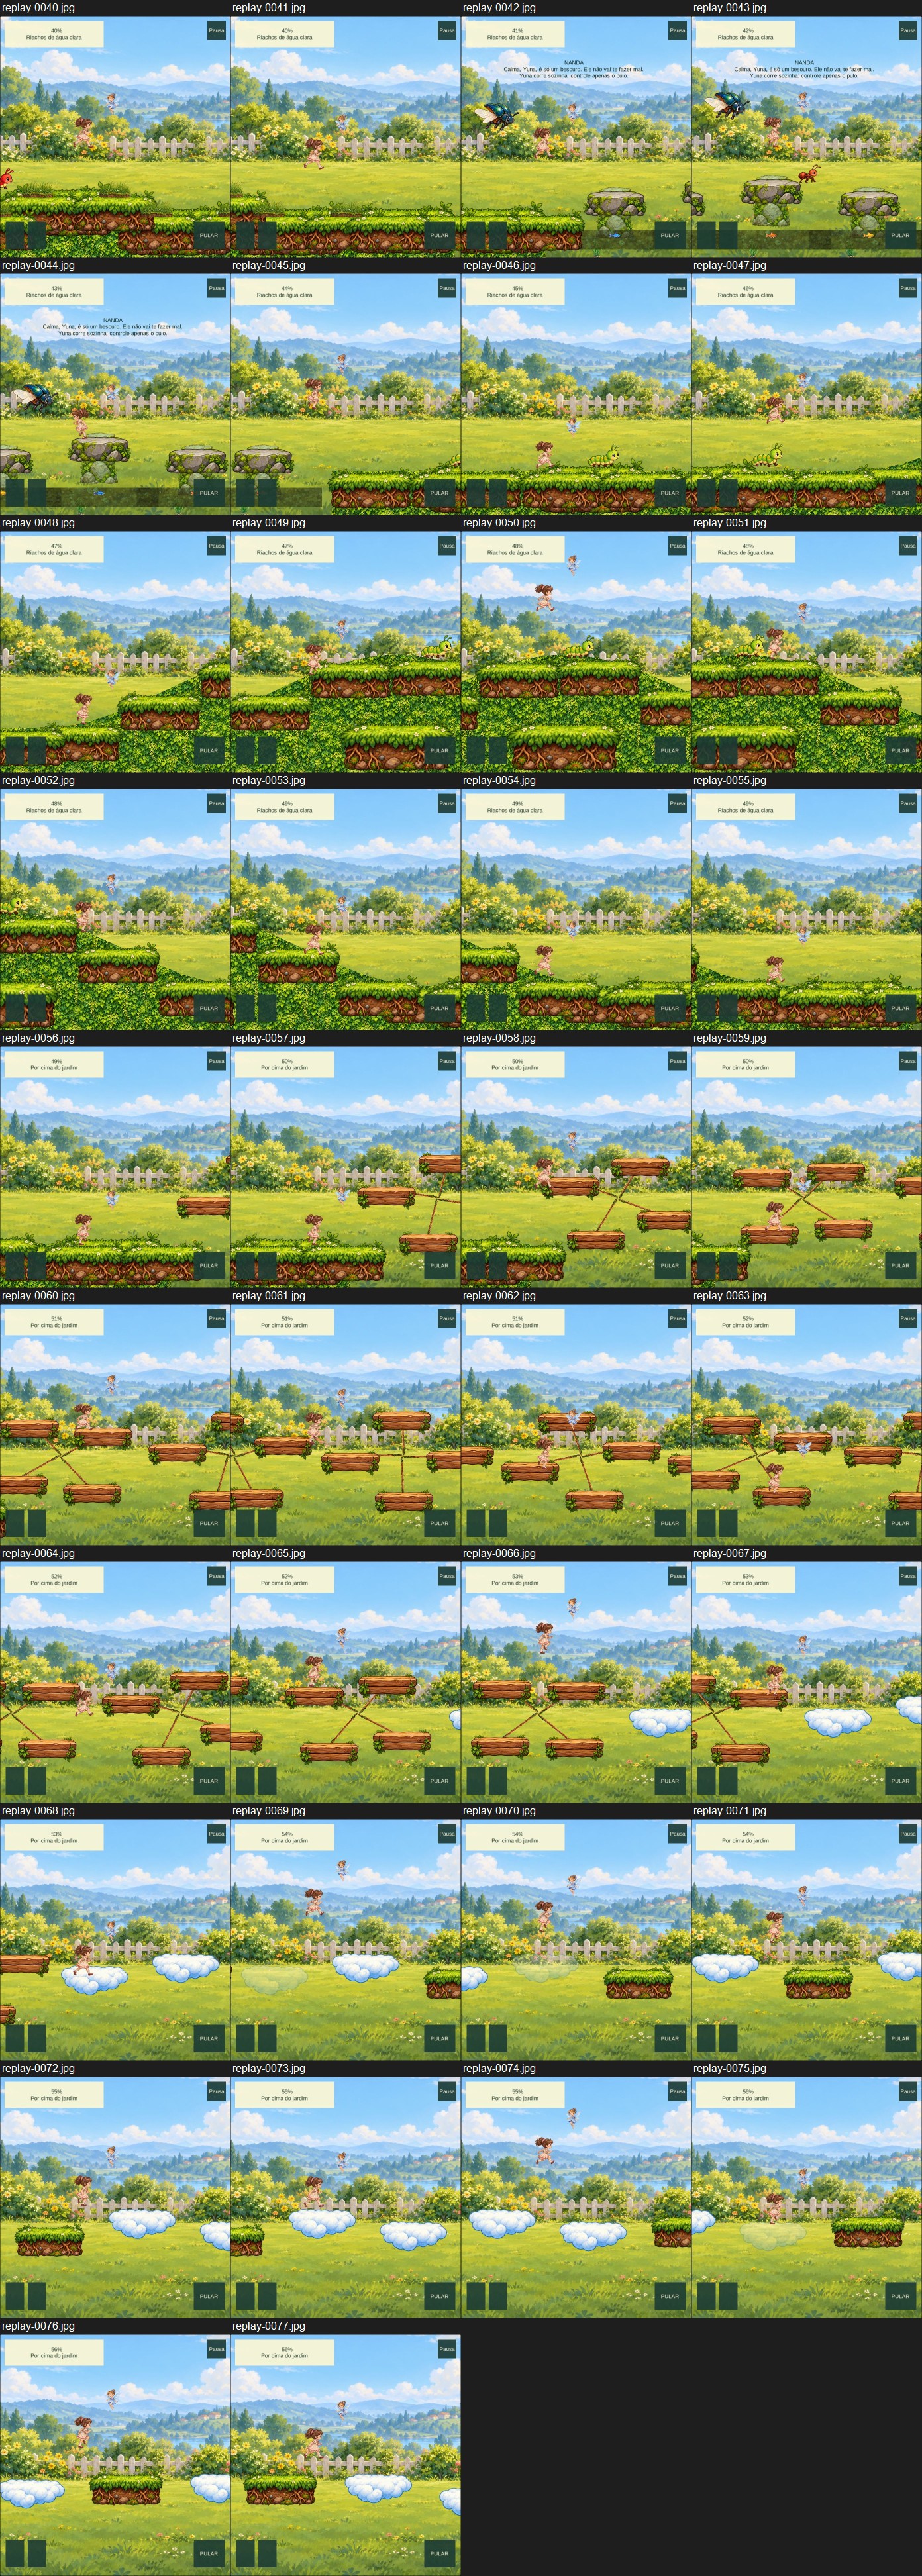 replay-0040.jpg replay-0041.jpg replay-0042.jpg replay-0043.jpg
40% Pausa 40% Pausa 41% Pausa 42% Pausa
Riachos de água clara Riachos de água clara Riachos de água clara Riachos de água clara
NANDA NANDA
Calma, Yuna, é só um besouro. Ele não vai te fazer mal. Calma, Yuna, é só um besouro. Ele não vai te fazer mal.
Yuna corre sozinha: controle apenas o pulo. Yuna corre sozinha: controle apenas o pulo.
PULAR PULAR PULAR PULAR
replay-0044.jpg replay-0045.jpg replay-0046.jpg replay-0047.jpg
43% Pausa 44% Pausa 45% Pausa 46% Pausa
Riachos de água clara Riachos de água clara Riachos de água clara Riachos de água clara
NANDA
Calma, Yuna, é só um besouro. Ele não vai te fazer mal.
Yuna corre sozinha: controle apenas o pulo.
PULAR PULAR PULAR PULAR
replay-0048.jpg replay-0049.jpg replay-0050.jpg replay-0051.jpg
47% Pausa 47% Pausa 48% Pausa 48% Pausa
Riachos de água clara Riachos de água clara Riachos de água clara Riachos de água clara
PULAR PULAR PULAR PULAR
replay-0052.jpg replay-0053.jpg replay-0054.jpg replay-0055.jpg
48% Pausa 49% Pausa 49% Pausa 49% Pausa
Riachos de água clara Riachos de água clara Riachos de água clara Riachos de água clara
PULAR PULAR PULAR PULAR
replay-0056.jpg replay-0057.jpg replay-0058.jpg replay-0059.jpg
49% Pausa 50% Pausa 50% Pausa 50% Pausa
Por cima do jardim Por cima do jardim Por cima do jardim Por cima do jardim
PULAR PULAR PULAR PULAR
replay-0060.jpg replay-0061.jpg replay-0062.jpg replay-0063.jpg
51% Pausa 51% Pausa 51% Pausa 52% Pausa
Por cima do jardim Por cima do jardim Por cima do jardim Por cima do jardim
PULAR PULAR PULAR PULAR
replay-0064.jpg replay-0065.jpg replay-0066.jpg replay-0067.jpg
52% Pausa 52% Pausa 53% Pausa 53% Pausa
Por cima do jardim Por cima do jardim Por cima do jardim Por cima do jardim
PULAR PULAR PULAR PULAR
replay-0068.jpg replay-0069.jpg replay-0070.jpg replay-0071.jpg
53% Pausa 54% Pausa 54% Pausa 54% Pausa
Por cima do jardim Por cima do jardim Por cima do jardim Por cima do jardim
PULAR PULAR PULAR PULAR
replay-0072.jpg replay-0073.jpg replay-0074.jpg replay-0075.jpg
55% Pausa 55% Pausa 55% Pausa 56% Pausa
Por cima do jardim Por cima do jardim Por cima do jardim Por cima do jardim
PULAR PULAR PULAR PULAR
replay-0076.jpg replay-0077.jpg
56% Pausa 56% Pausa
Por cima do jardim Por cima do jardim
PULAR PULAR